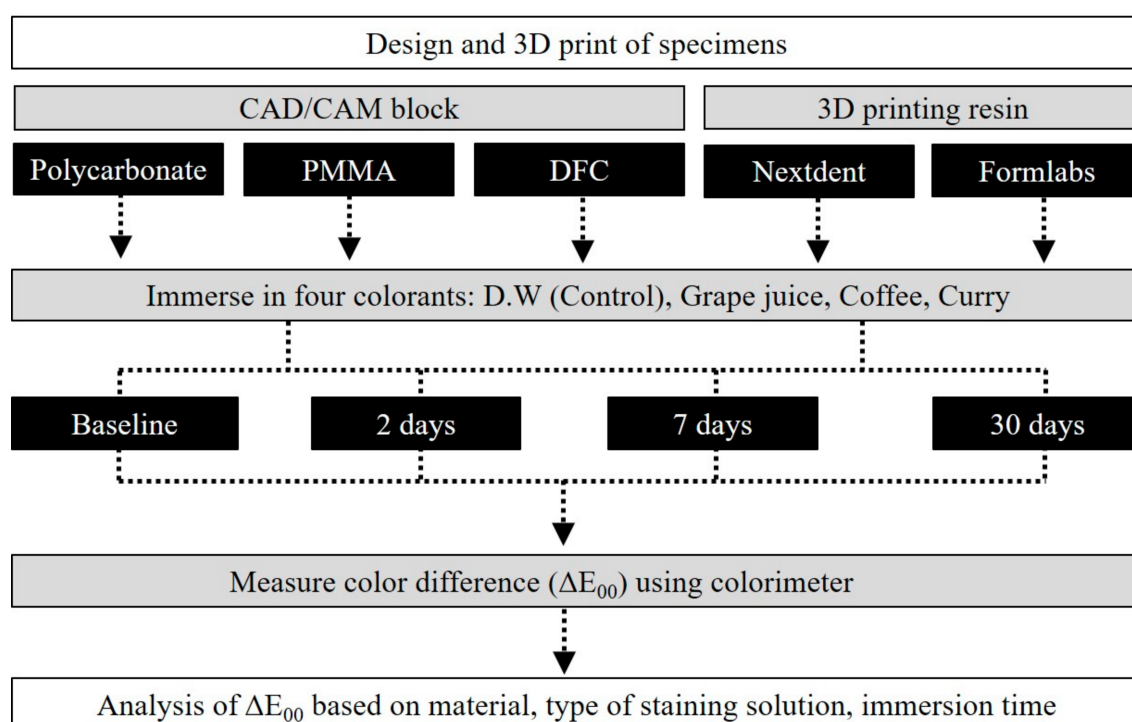 Design and 3D print of specimens
CAD/CAM block
3D printing resin
Polycarbonate
PMMA
DFC
Nextdent
Formlabs
Immerse in four colorants: D.W (Control), Grape juice, Coffee, Curry
Baseline
2 days
7 days
30 days
Measure color difference (ΔE₀₀) using colorimeter
Analysis of ΔE₀₀ based on material, type of staining solution, immersion time